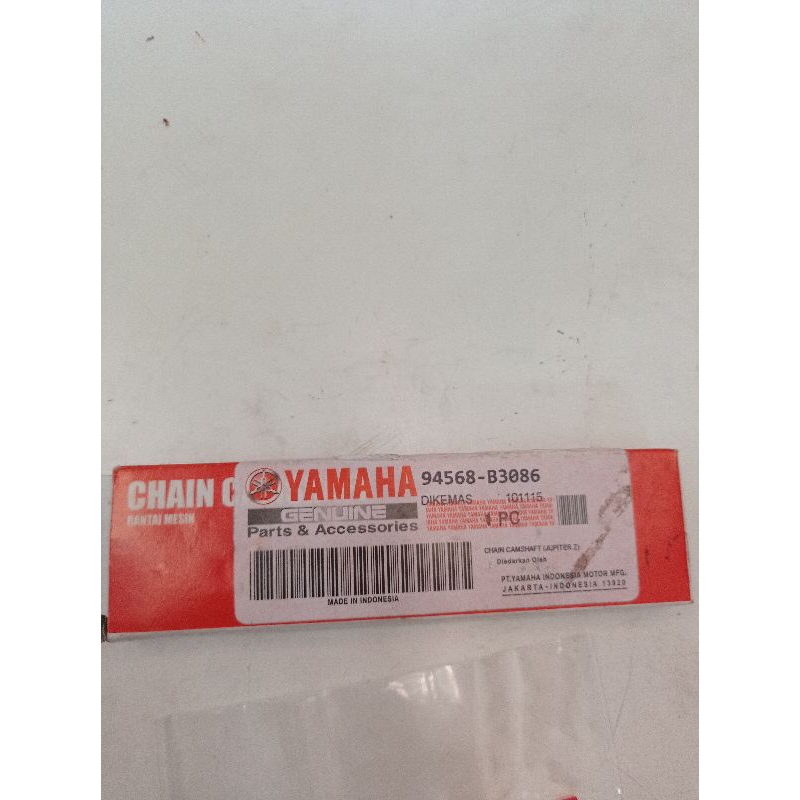 CHAIN C
RANTAI MESIN
YAMAHA
GENUINE
Parts & Accessories
94568-B3086
DIKEMAS 101115
1 PC
CHAIN CAMSHAFT (JUPITER Z)
Diedarkan Oleh
PT.YAMAHA INDONESIA MOTOR MFG.
JAKARTA-INDONESIA 13920
MADE IN INDONESIA